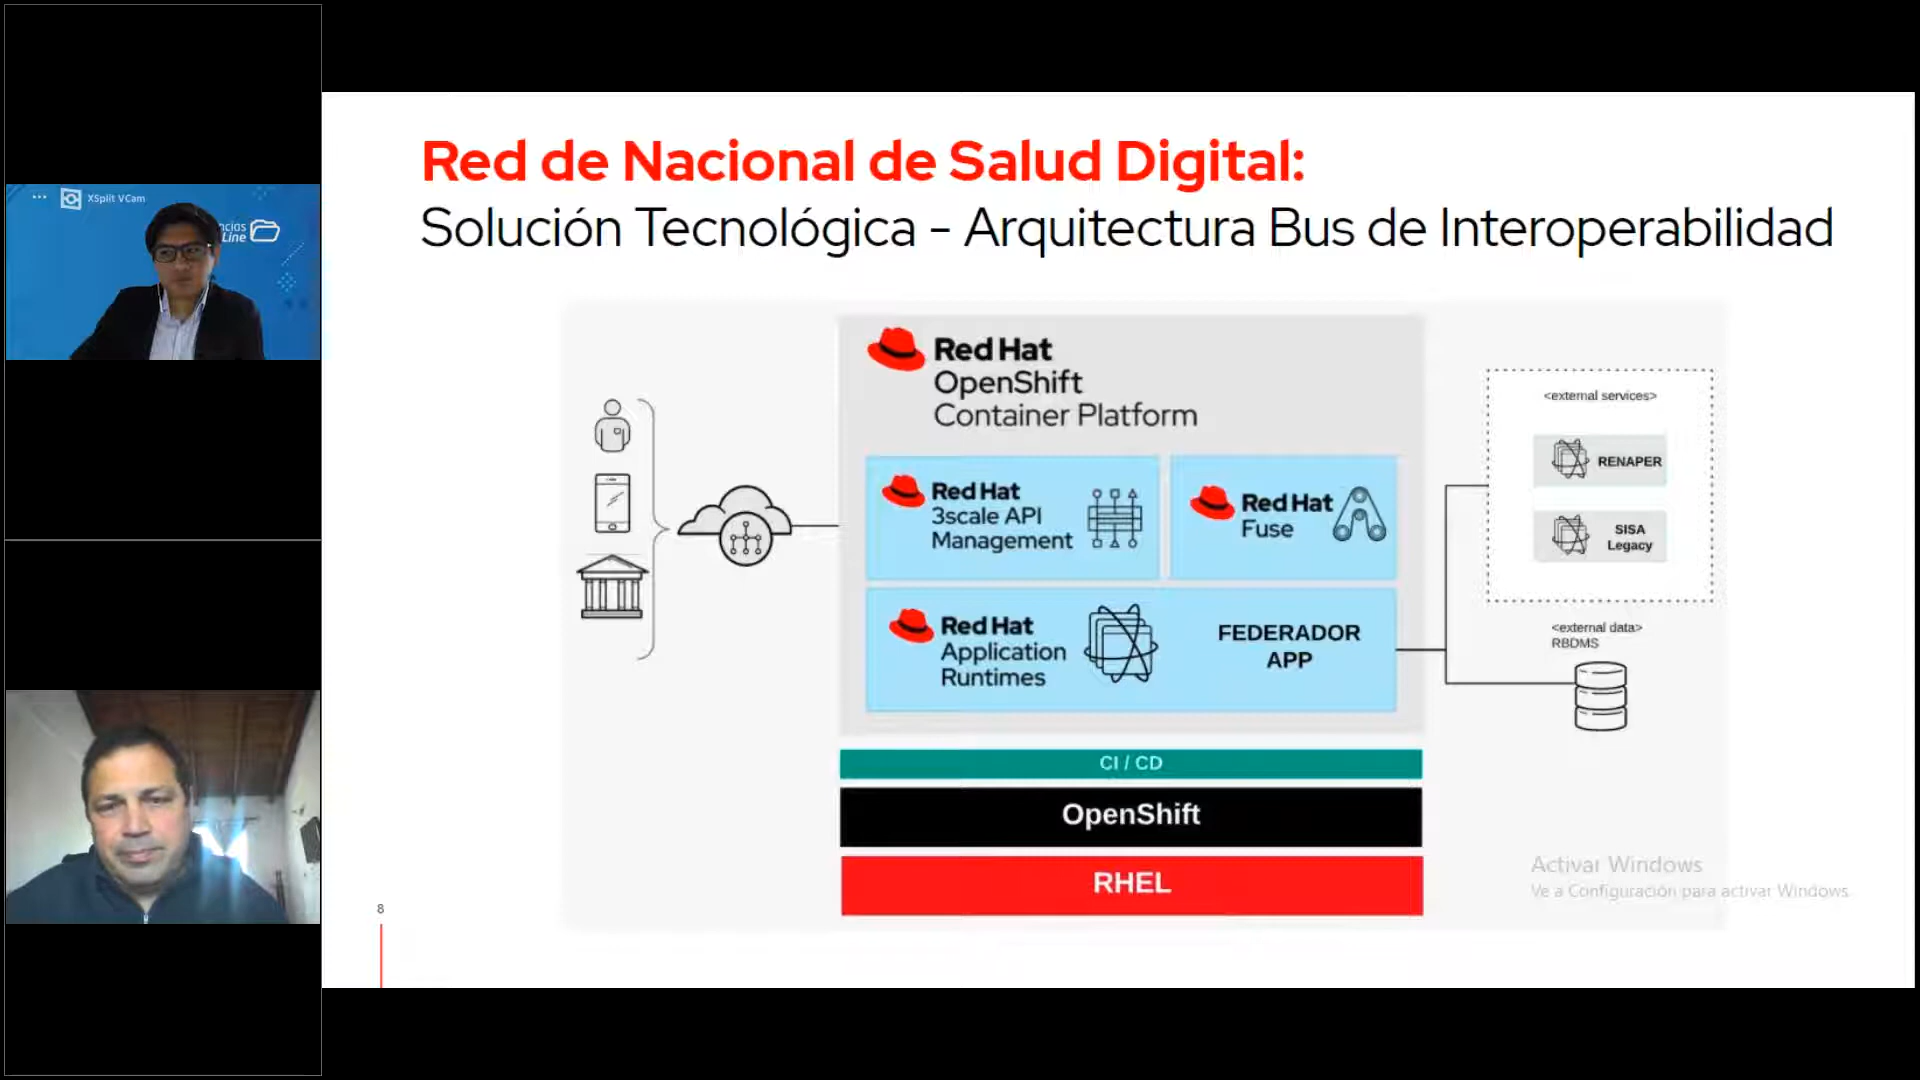 XSplit VCam
ncias
Line
Red de Nacional de Salud Digital:
Solución Tecnológica - Arquitectura Bus de Interoperabilidad
Red Hat
OpenShift
Container Platform
Red Hat
3scale API
Management
Red Hat
Fuse
Red Hat
Application
Runtimes
FEDERADOR
APP
<external services>
RENAPER
SISA
Legacy
<external data>
RBDMS
CI / CD
OpenShift
RHEL
Activar Windows
Ve a Configuración para activar Windows.
8